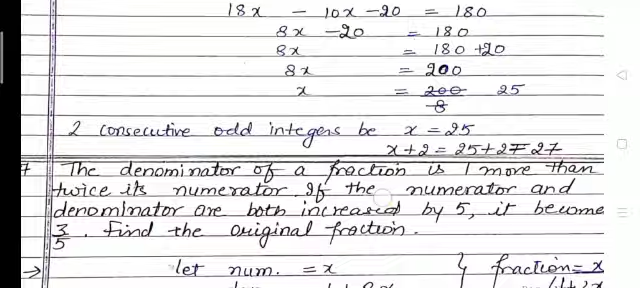 18x - 10x - 20 = 180
8x - 20 = 180
8x = 180 + 20
8x = 200
x = 200/8 25
2 consecutive odd integers be x = 25
x + 2 = 25 + 2 = 27
The denominator of a fraction is 1 more than
twice its numerator. If the numerator and
denominator are both increased by 5, it become
3/5. Find the original fraction.
→ let num. = x } fraction = x